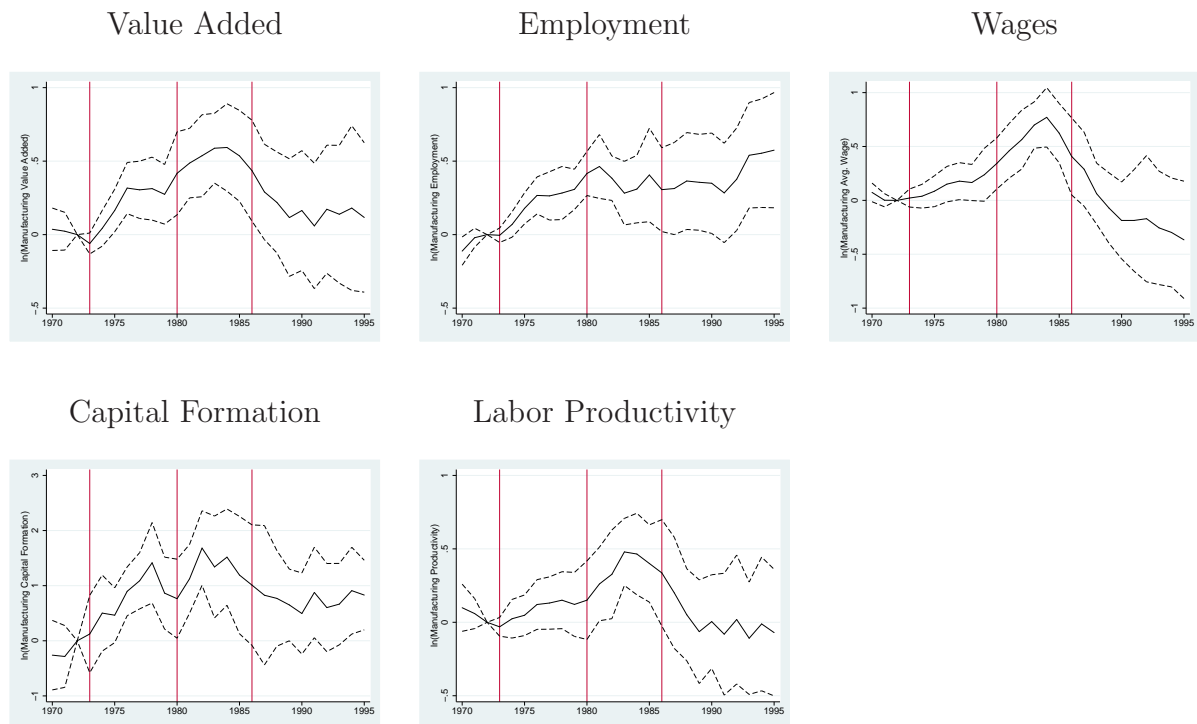 Value Added
ln(Manufacturing Value Added)
1
.5
0
-.5
1970 1975 1980 1985 1990 1995
Employment
ln(Manufacturing Employment)
1
.5
0
-.5
1970 1975 1980 1985 1990 1995
Wages
ln(Manufacturing Avg. Wage)
1
.5
0
-.5
-1
1970 1975 1980 1985 1990 1995
Capital Formation
ln(Manufacturing Capital Formation)
3
2
1
0
-1
1970 1975 1980 1985 1990 1995
Labor Productivity
ln(Manufacturing Productivity)
1
.5
0
-.5
1970 1975 1980 1985 1990 1995